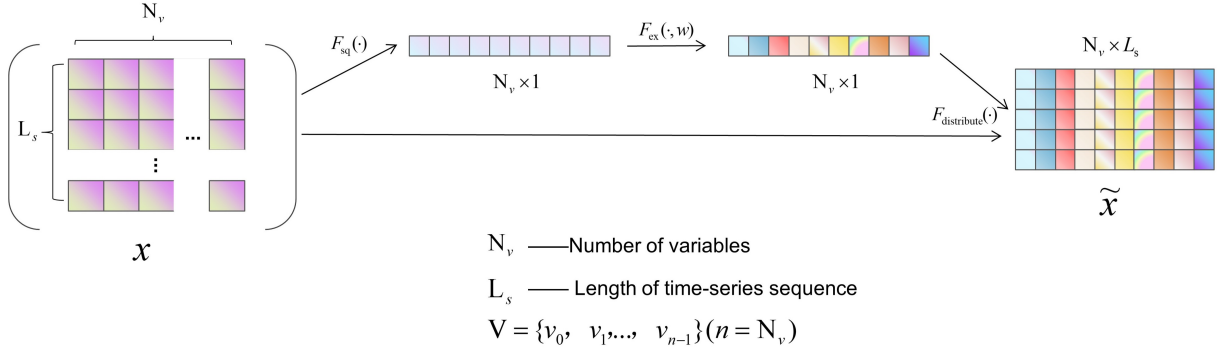 N_v
F_sq(·)
F_ex(·, w)
N_v × 1
N_v × 1
N_v × L_s
L_s
...
⋮
F_distribute(·)
x
x̃
N_v ——Number of variables
L_s —— Length of time-series sequence
V = {v_0, v_1,..., v_{n-1}}(n = N_v)